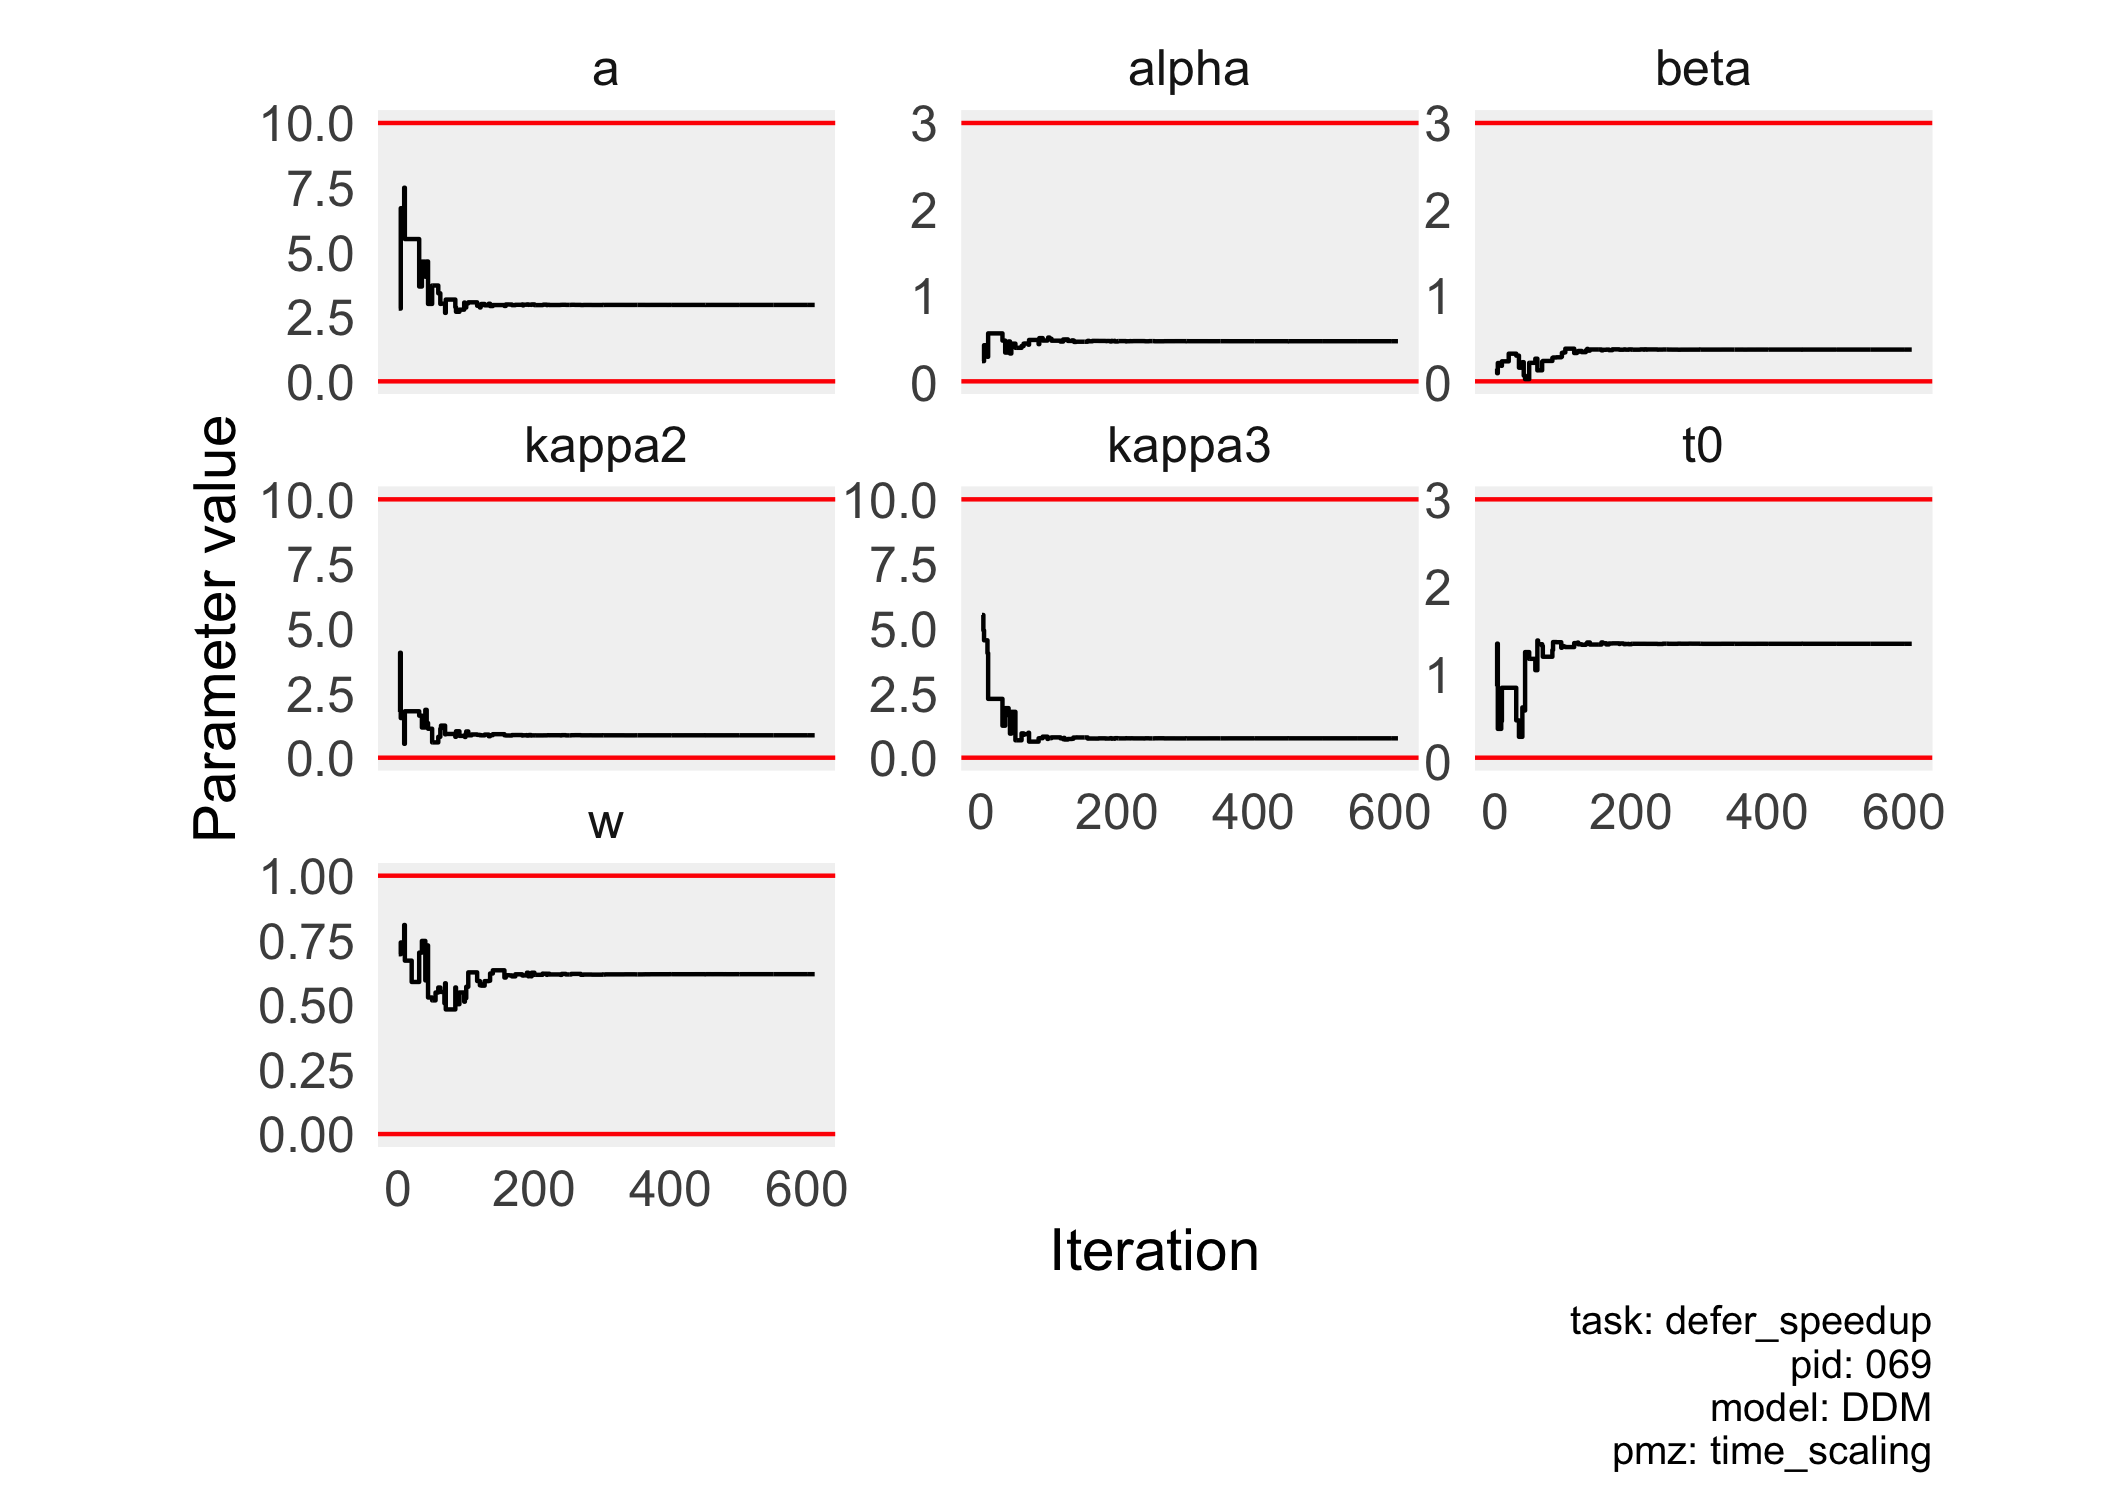 a
alpha
beta
10.0
7.5
5.0
2.5
0.0
3
2
1
0
3
2
1
0
kappa2
kappa3
t0
10.0
7.5
5.0
2.5
0.0
10.0
7.5
5.0
2.5
0.0
3
2
1
0
0 200 400 600
0 200 400 600
w
1.00
0.75
0.50
0.25
0.00
0 200 400 600
Parameter value
Iteration
task: defer_speedup
pid: 069
model: DDM
pmz: time_scaling